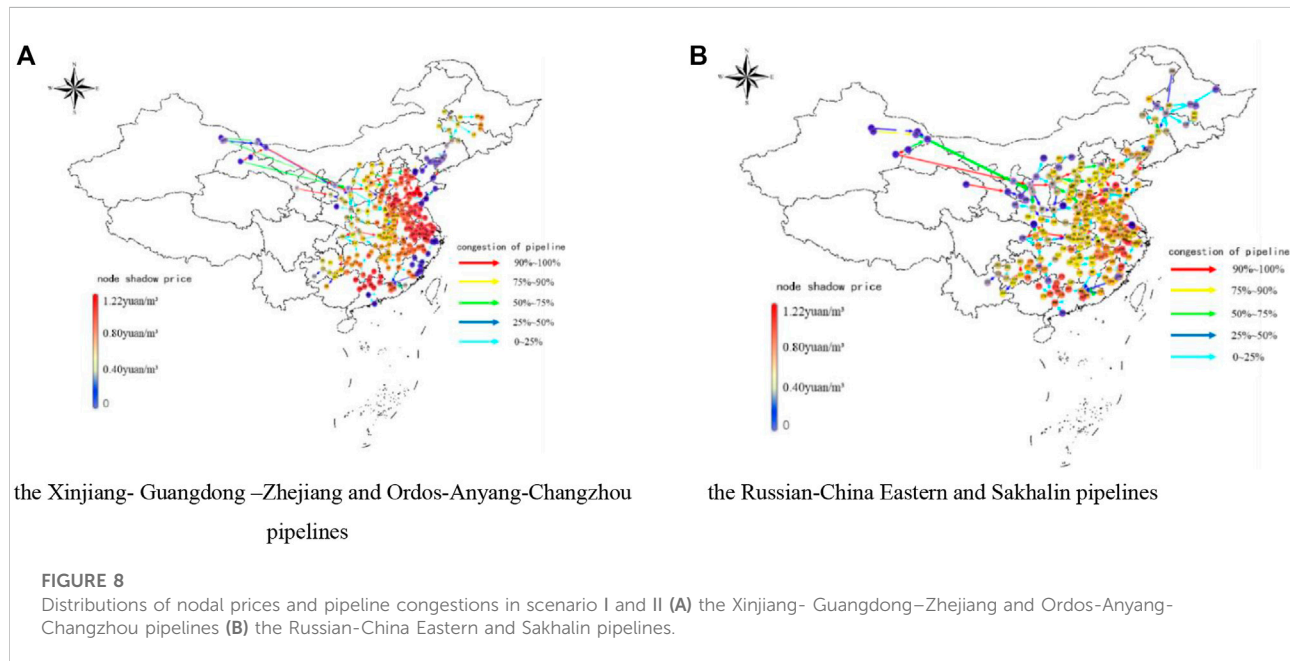 A
N
W
E
S
node shadow price
1.22yuan/m³
0.80yuan/m³
0.40yuan/m³
0
congestion of pipeline
90%~100%
75%~90%
50%~75%
25%~50%
0~25%
the Xinjiang- Guangdong –Zhejiang and Ordos-Anyang-Changzhou
pipelines
B
N
W
E
S
node shadow price
1.22yuan/m³
0.80yuan/m³
0.40yuan/m³
0
congestion of pipeline
90%~100%
75%~90%
50%~75%
25%~50%
0~25%
the Russian-China Eastern and Sakhalin pipelines
FIGURE 8
Distributions of nodal prices and pipeline congestions in scenario I and II (A) the Xinjiang- Guangdong–Zhejiang and Ordos-Anyang-
Changzhou pipelines (B) the Russian-China Eastern and Sakhalin pipelines.